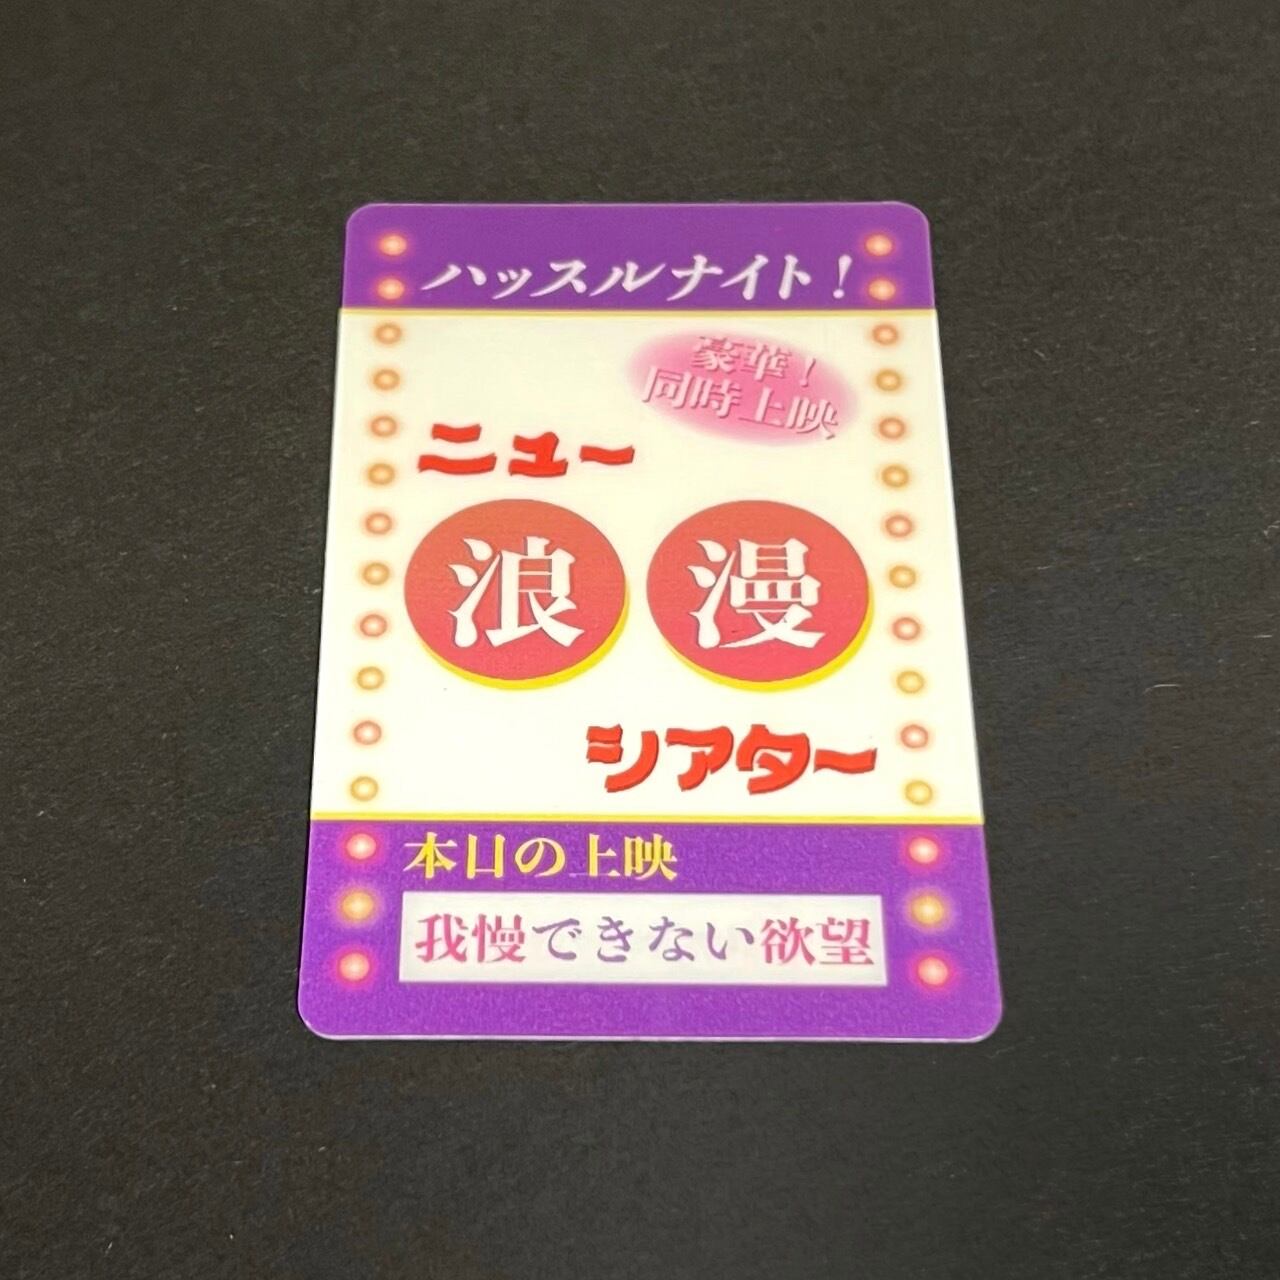 ハッスルナイト！
豪華！
同時上映
ニュー
浪漫
シアター
本日の上映
我慢できない欲望